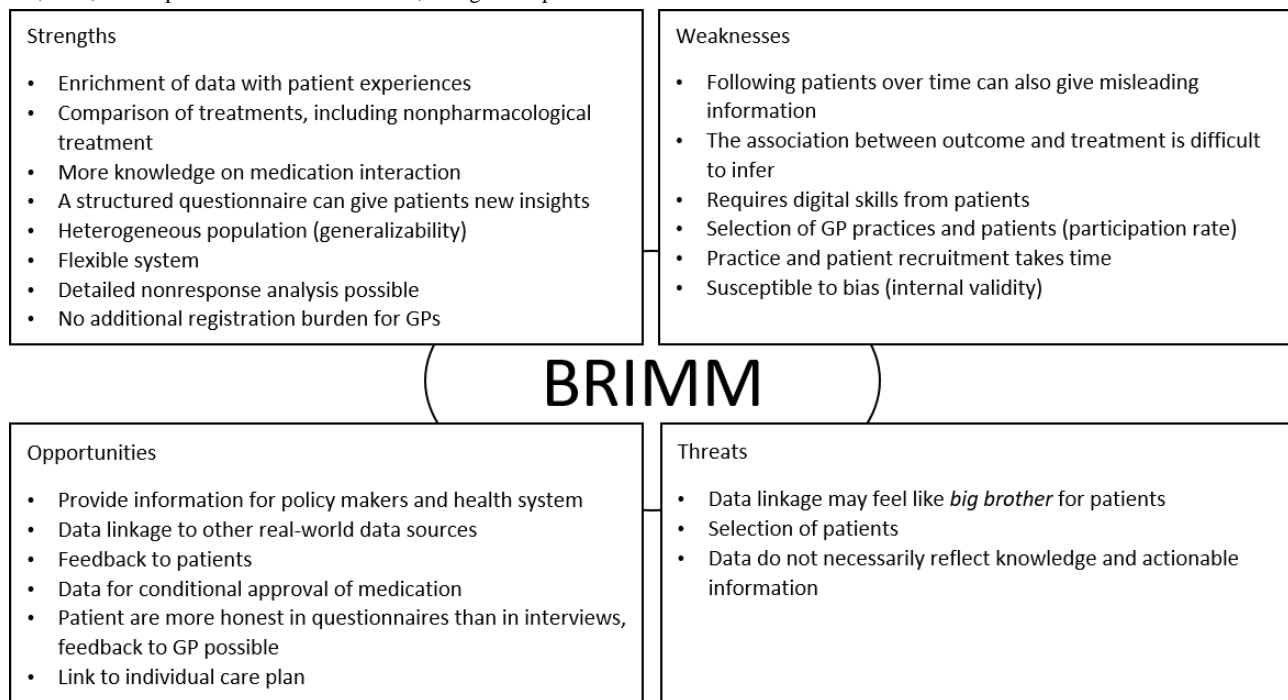 Strengths
• Enrichment of data with patient experiences
• Comparison of treatments, including nonpharmacological
treatment
• More knowledge on medication interaction
• A structured questionnaire can give patients new insights
• Heterogeneous population (generalizability)
• Flexible system
• Detailed nonresponse analysis possible
• No additional registration burden for GPs
Weaknesses
• Following patients over time can also give misleading
information
• The association between outcome and treatment is difficult
to infer
• Requires digital skills from patients
• Selection of GP practices and patients (participation rate)
• Practice and patient recruitment takes time
• Susceptible to bias (internal validity)
BRIMM
Opportunities
• Provide information for policy makers and health system
• Data linkage to other real-world data sources
• Feedback to patients
• Data for conditional approval of medication
• Patient are more honest in questionnaires than in interviews,
feedback to GP possible
• Link to individual care plan
Threats
• Data linkage may feel like big brother for patients
• Selection of patients
• Data do not necessarily reflect knowledge and actionable
information